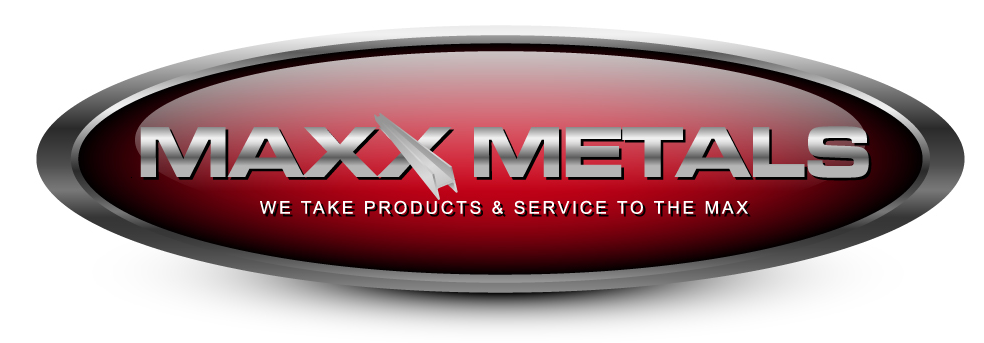 MAXX METALS
WE TAKE PRODUCTS & SERVICE TO THE MAX